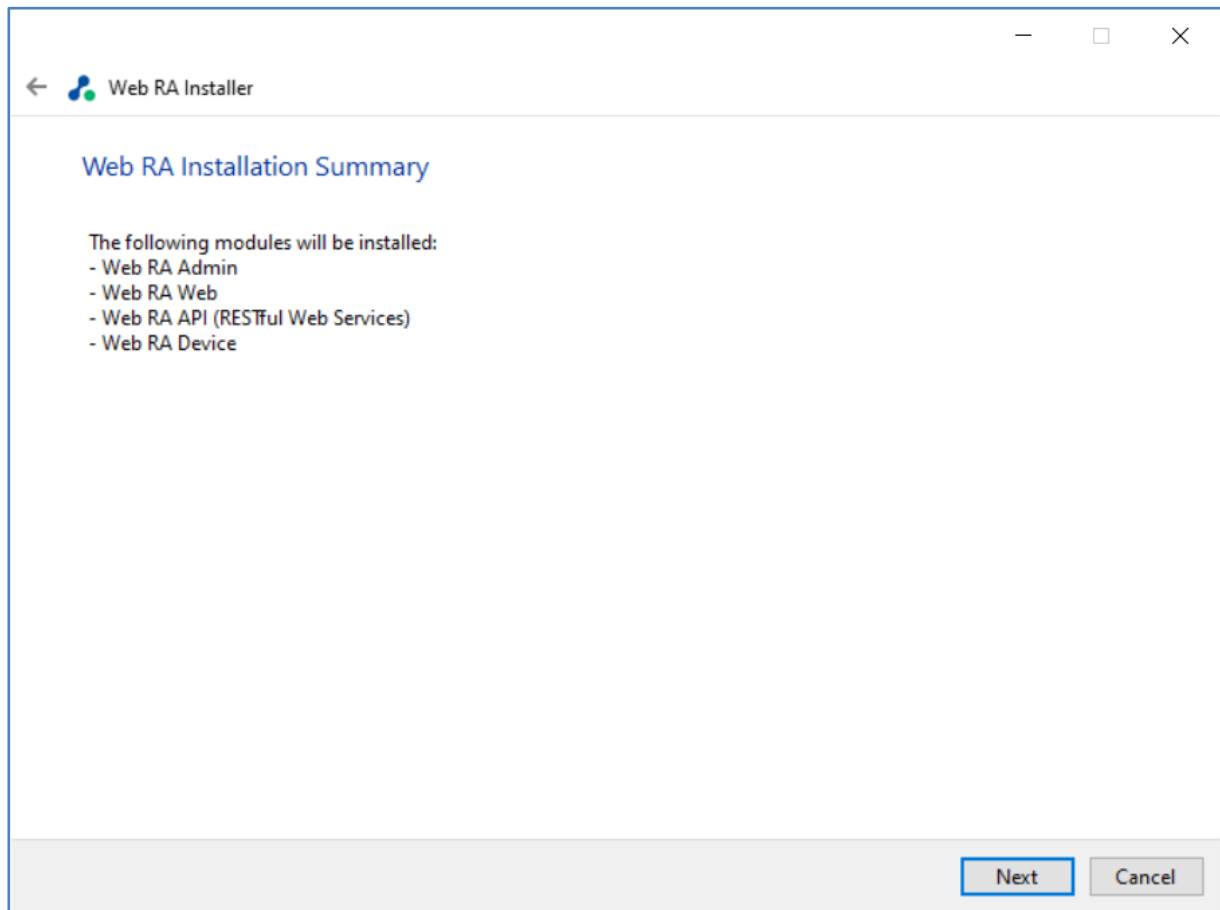 Web RA Installer
Web RA Installation Summary
The following modules will be installed:
- Web RA Admin
- Web RA Web
- Web RA API (RESTful Web Services)
- Web RA Device
Next
Cancel